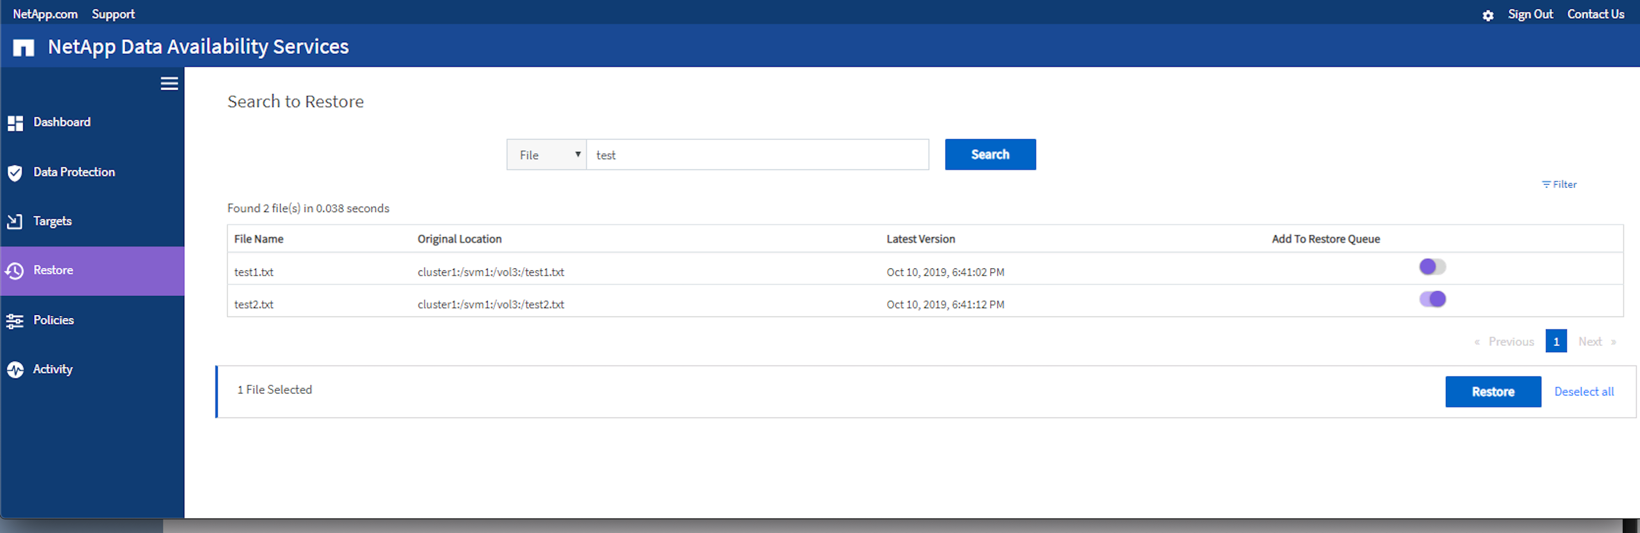 NetApp.com Support Sign Out Contact Us
NetApp Data Availability Services
Dashboard
Data Protection
Targets
Restore
Policies
Activity
Search to Restore
File test Search
Filter
Found 2 file(s) in 0.038 seconds
File Name Original Location Latest Version Add To Restore Queue
test1.txt cluster1:/svm1:/vol3:/test1.txt Oct 10, 2019, 6:41:02 PM
test2.txt cluster1:/svm1:/vol3:/test2.txt Oct 10, 2019, 6:41:12 PM
« Previous 1 Next »
1 File Selected Restore Deselect all